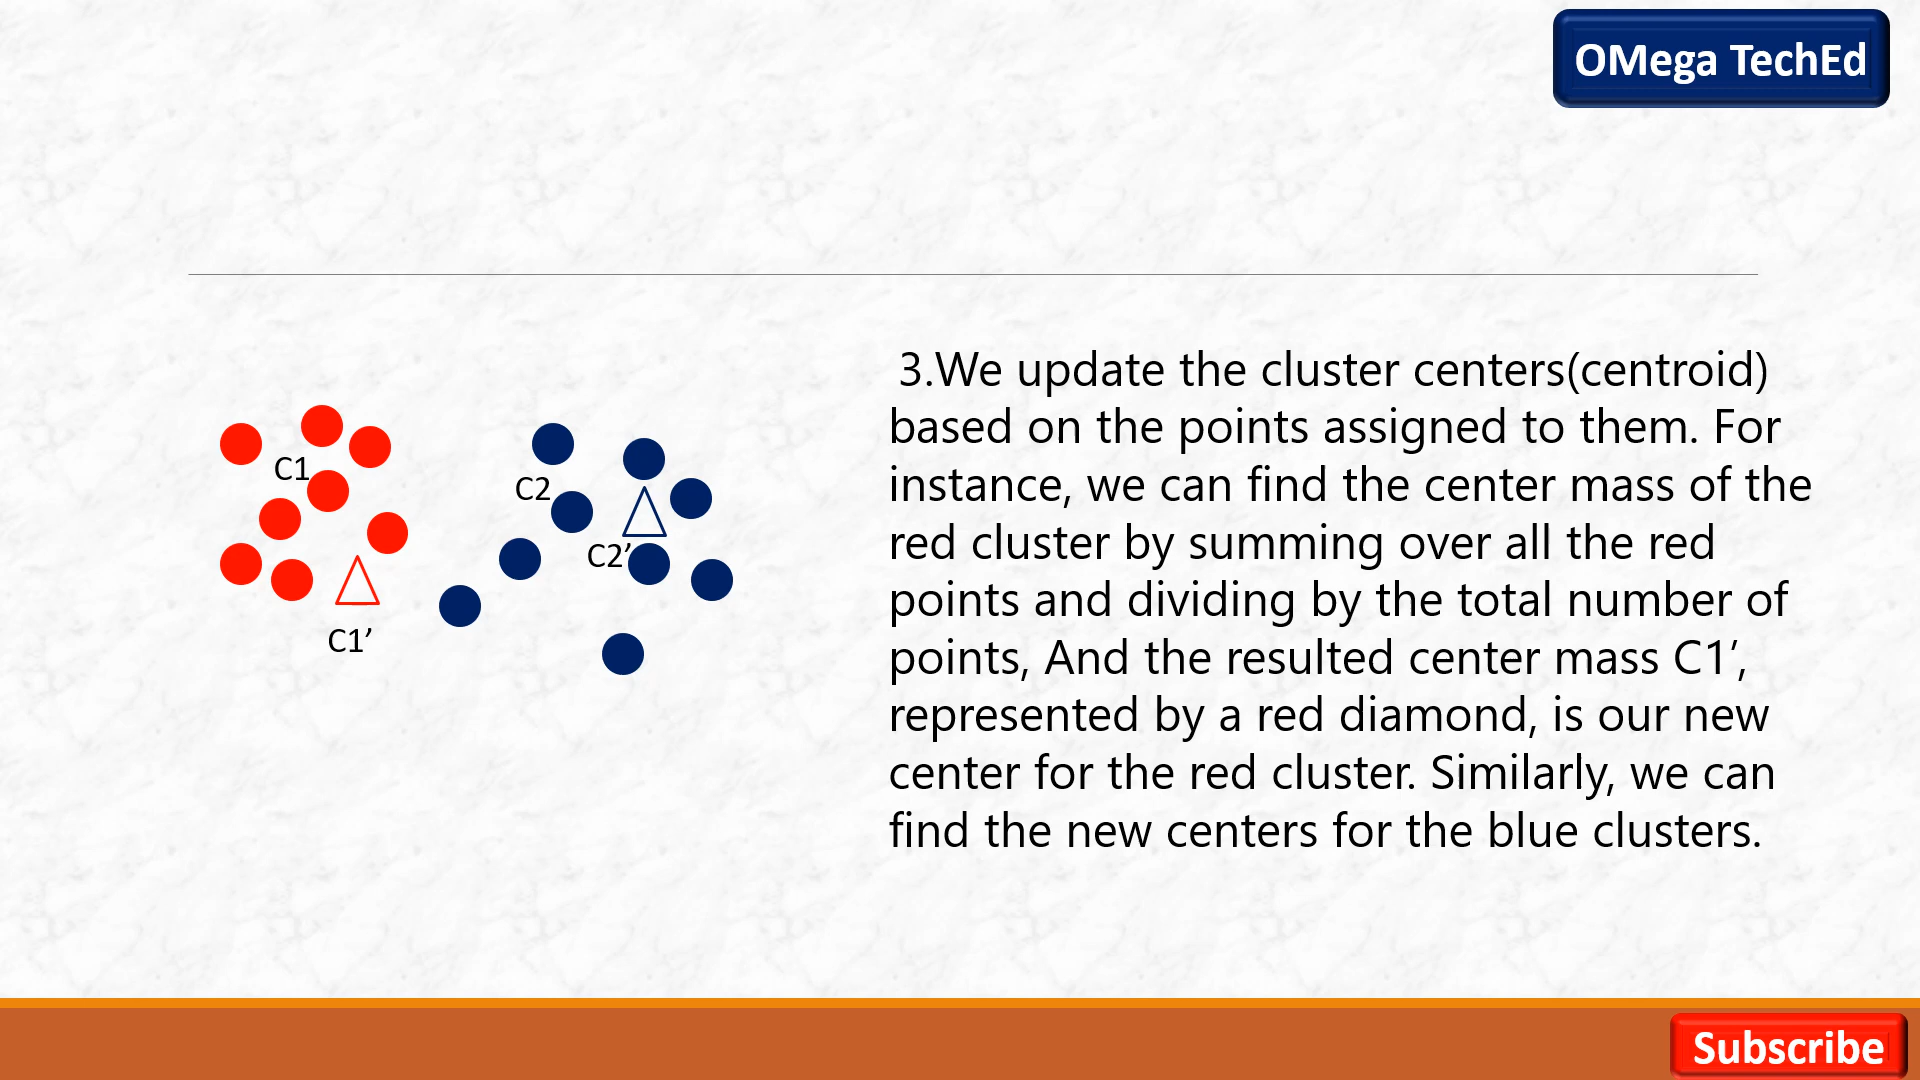 OMega TechEd
3.We update the cluster centers(centroid)
based on the points assigned to them. For
instance, we can find the center mass of the
red cluster by summing over all the red
points and dividing by the total number of
points, And the resulted center mass C1’,
represented by a red diamond, is our new
center for the red cluster. Similarly, we can
find the new centers for the blue clusters.
C1
C2
C2’
C1’
Subscribe